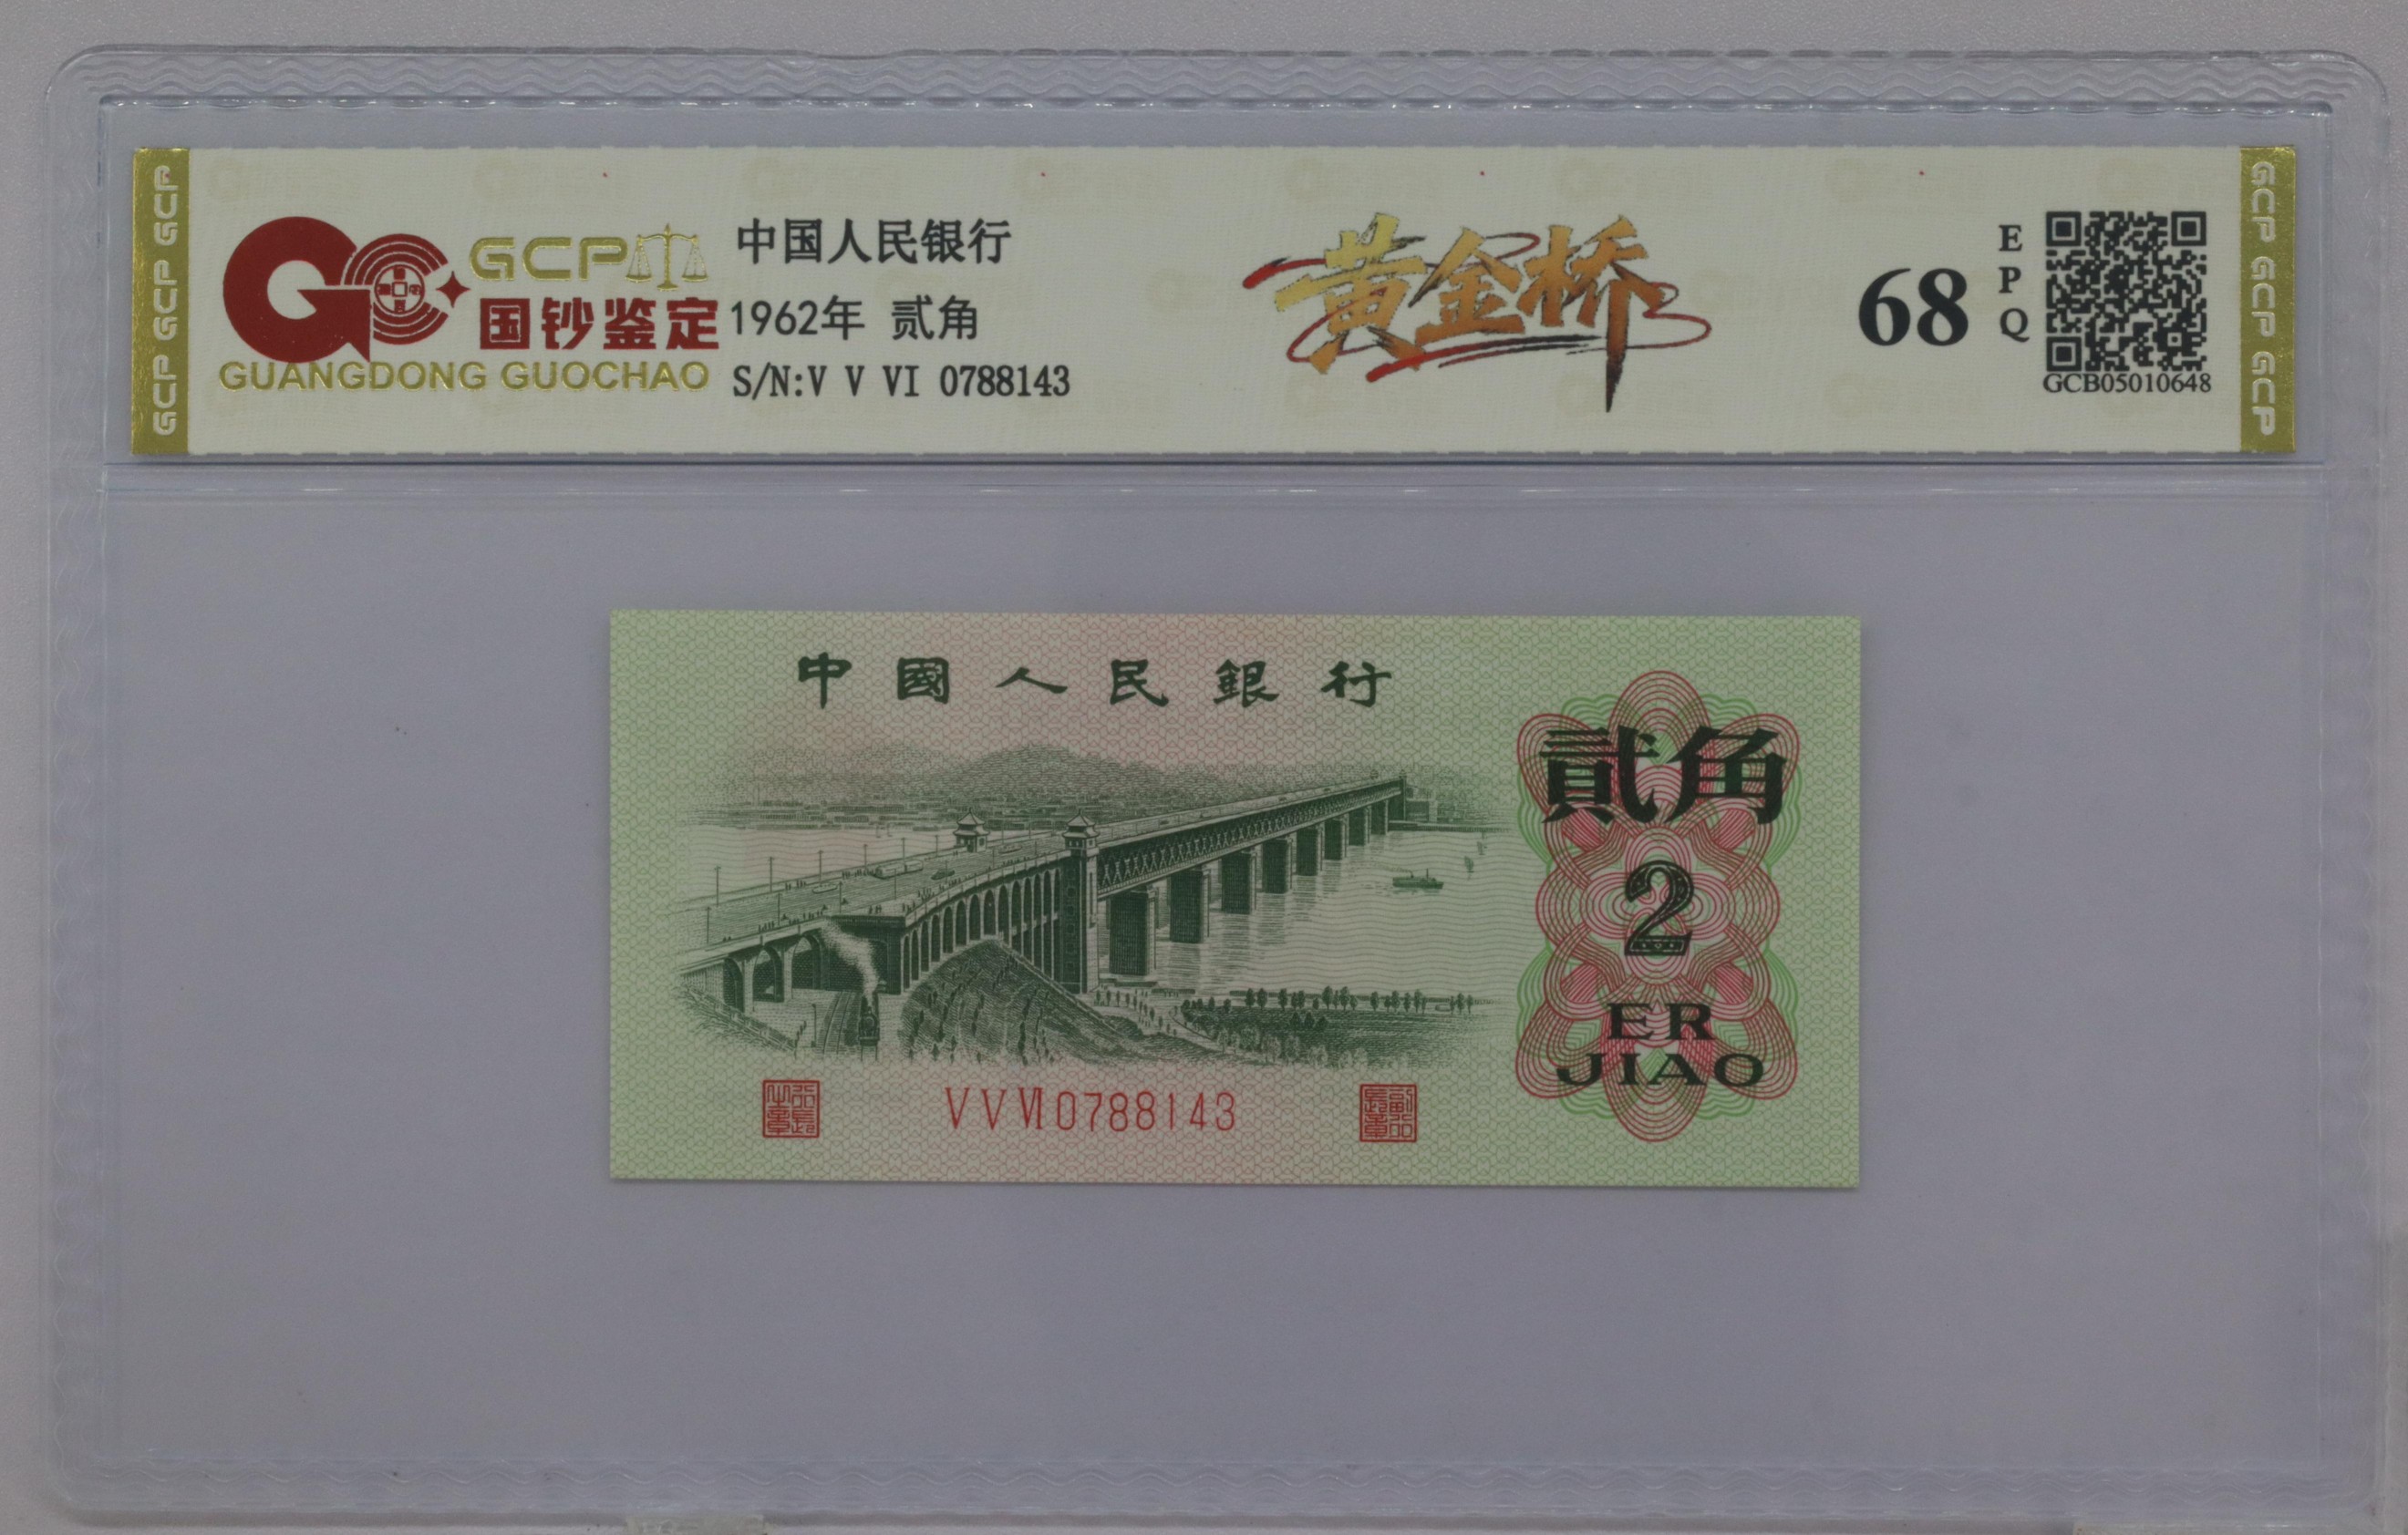 GCP GCP GCP
GCP
国钞鉴定
GUANGDONG GUOCHAO
中国人民银行
1962年 贰角
S/N:V V VI 0788143
黄金桥
68
EPQ
GCB05010648
GCP GCP GCP
中國人民銀行
貳角
2
ER
JIAO
V V VI 0788143